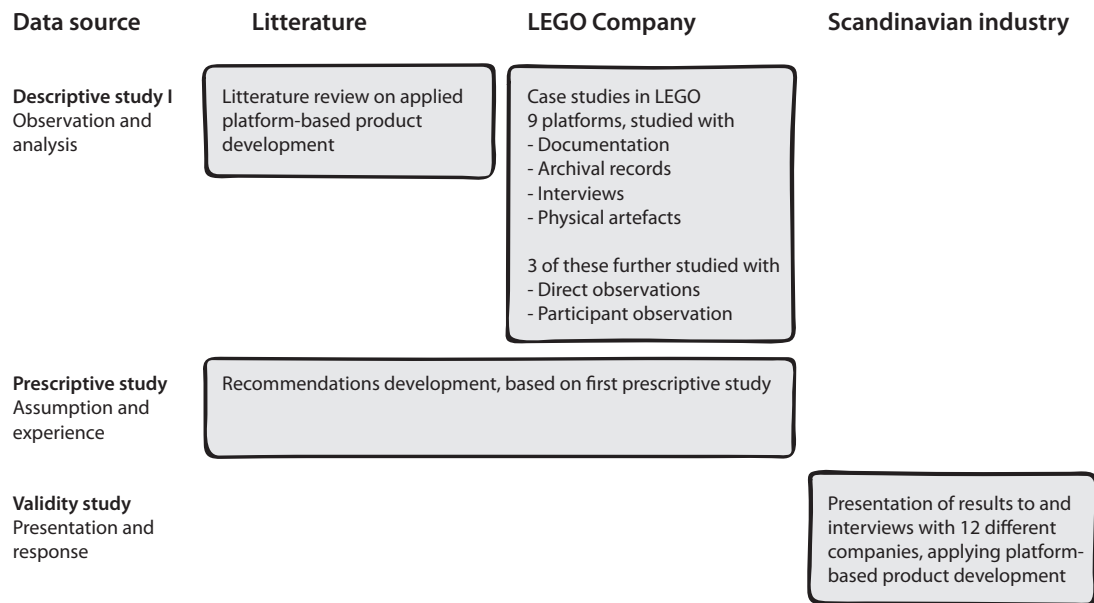 Data source
Litterature
LEGO Company
Scandinavian industry
Descriptive study I
Observation and
analysis
Litterature review on applied
platform-based product
development
Case studies in LEGO
9 platforms, studied with
- Documentation
- Archival records
- Interviews
- Physical artefacts
3 of these further studied with
- Direct observations
- Participant observation
Prescriptive study
Assumption and
experience
Recommendations development, based on first prescriptive study
Validity study
Presentation and
response
Presentation of results to and
interviews with 12 different
companies, applying platform-
based product development